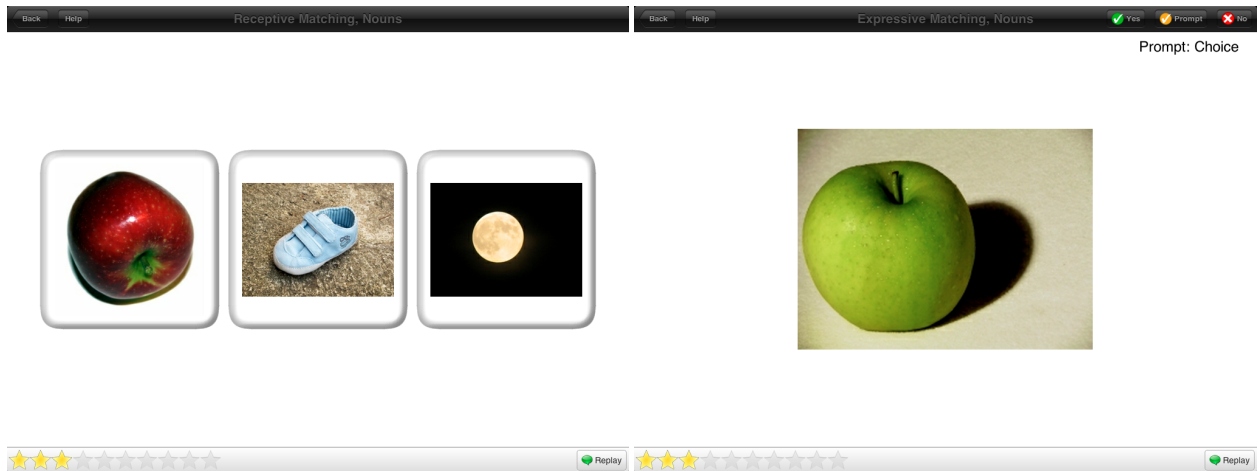 Back Help Receptive Matching, Nouns
Replay
Back Help Expressive Matching, Nouns Yes Prompt No
Prompt: Choice
Replay